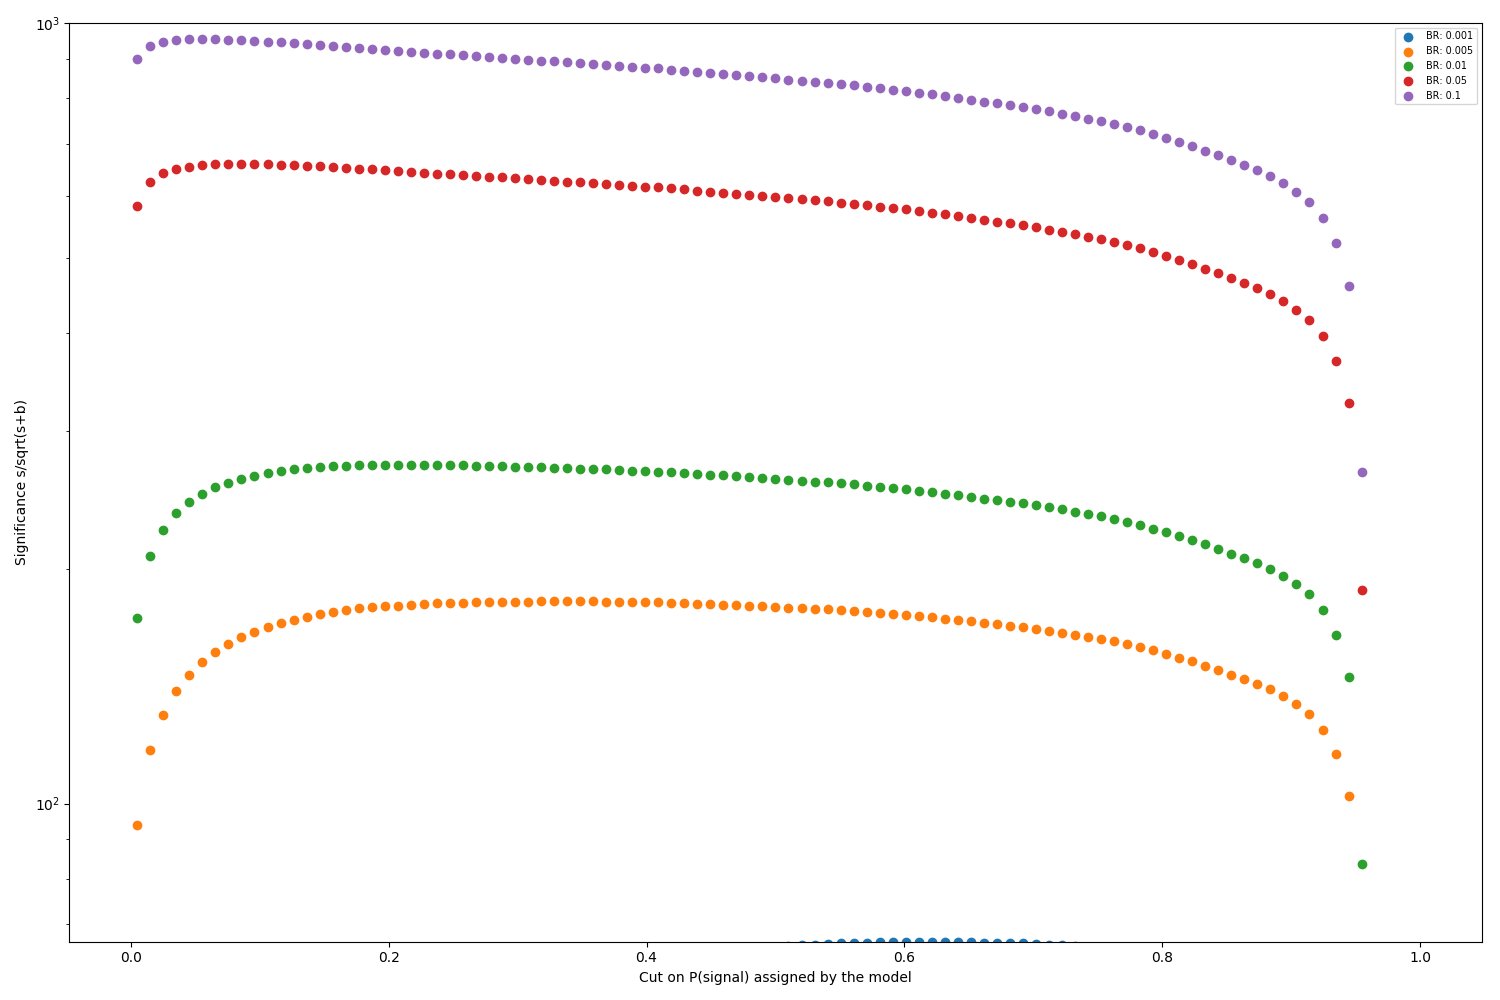 10³
10²
Significance s/sqrt(s+b)
BR: 0.001
BR: 0.005
BR: 0.01
BR: 0.05
BR: 0.1
0.0 0.2 0.4 0.6 0.8 1.0
Cut on P(signal) assigned by the model